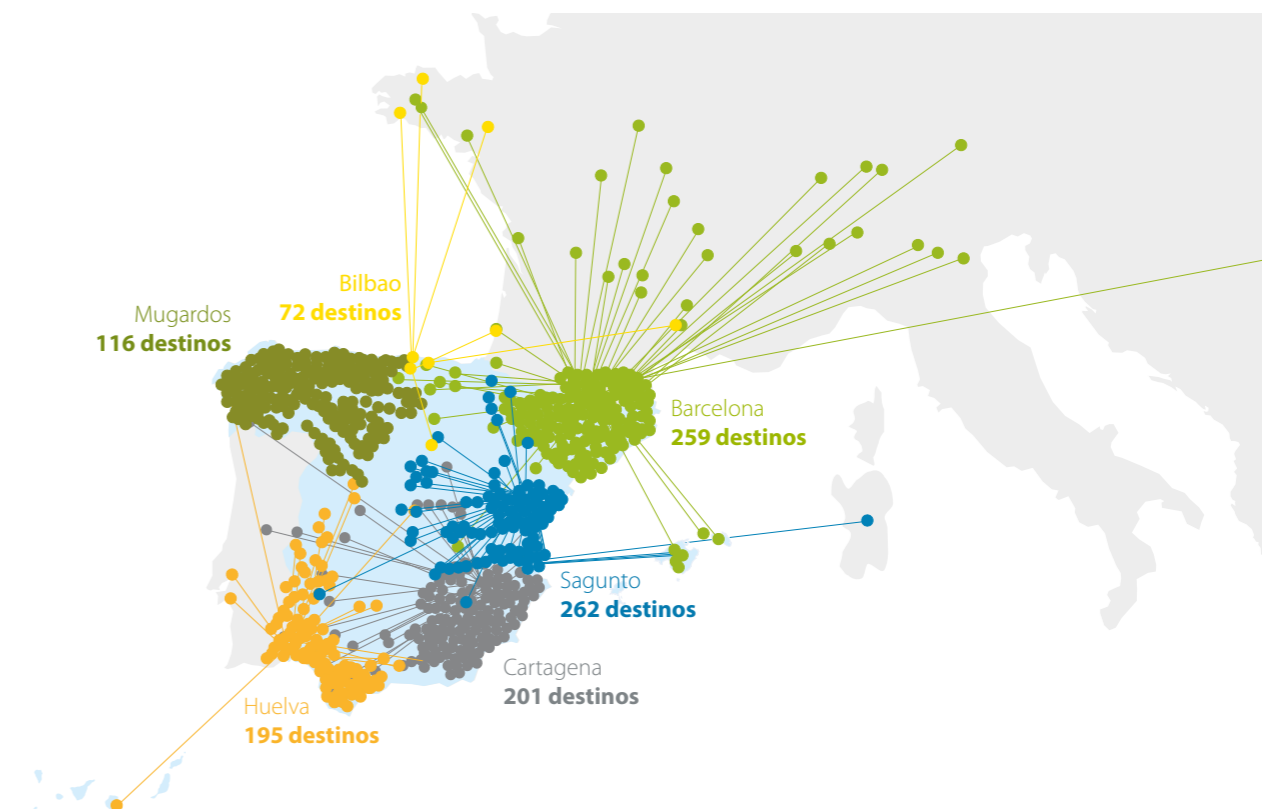 Bilbao
72 destinos
Mugardos
116 destinos
Barcelona
259 destinos
Sagunto
262 destinos
Cartagena
201 destinos
Huelva
195 destinos